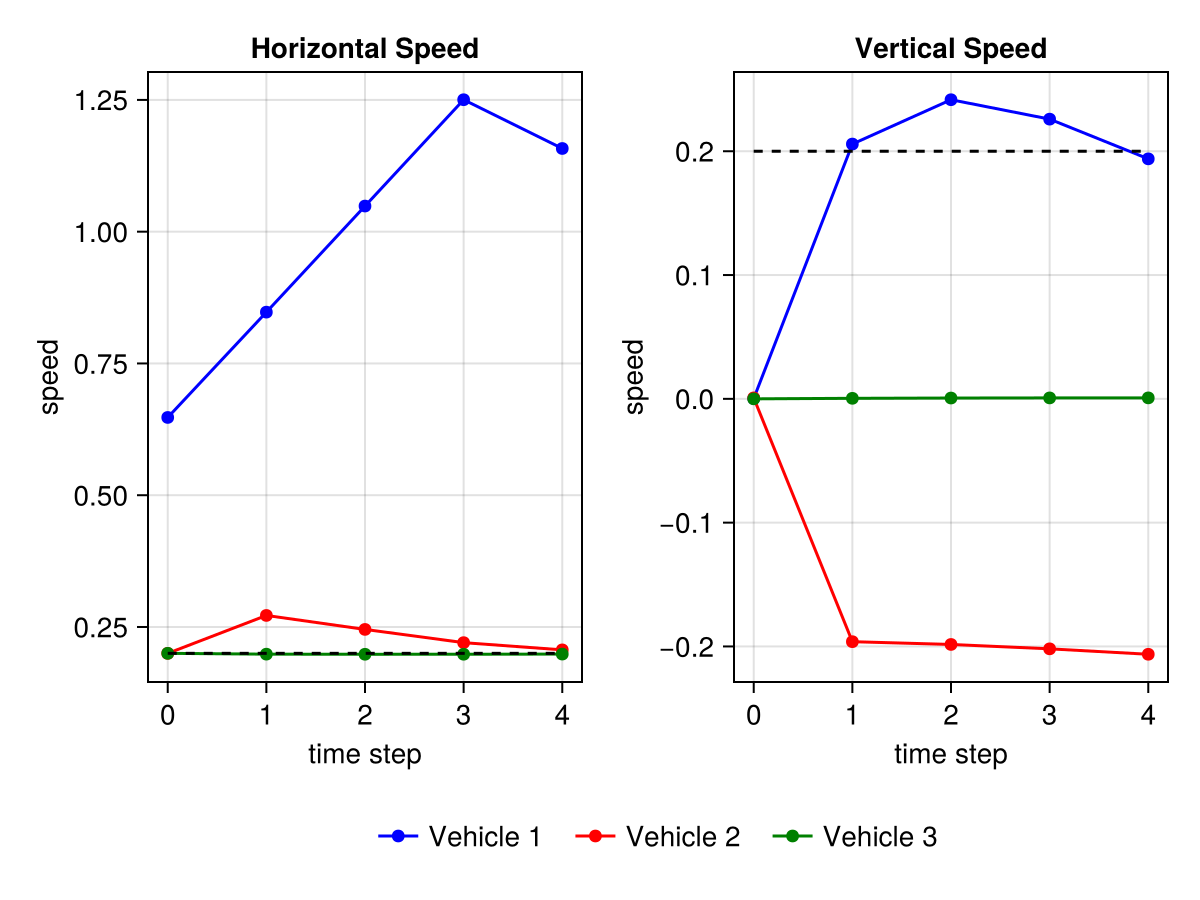 Horizontal Speed
1.25
1.00
0.75
0.50
0.25
speed
0 1 2 3 4
time step
Vertical Speed
0.2
0.1
0.0
−0.1
−0.2
speed
0 1 2 3 4
time step
Vehicle 1 Vehicle 2 Vehicle 3